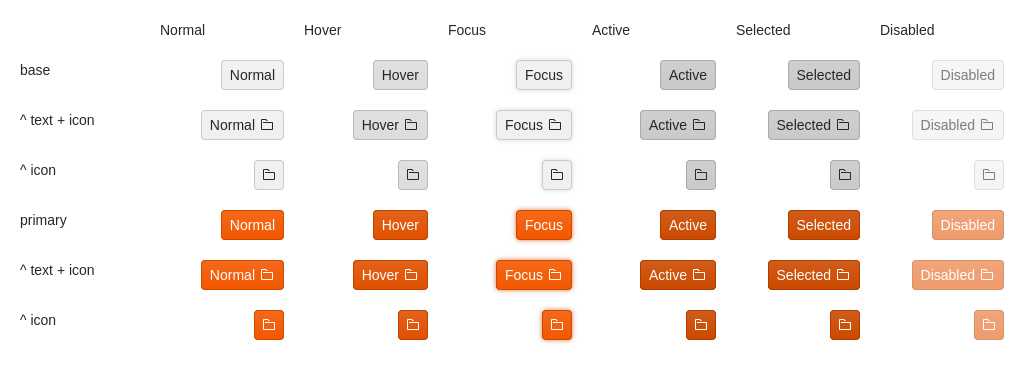 Normal Hover Focus Active Selected Disabled
base Normal Hover Focus Active Selected Disabled
^ text + icon Normal Hover Focus Active Selected Disabled
^ icon
primary Normal Hover Focus Active Selected Disabled
^ text + icon Normal Hover Focus Active Selected Disabled
^ icon